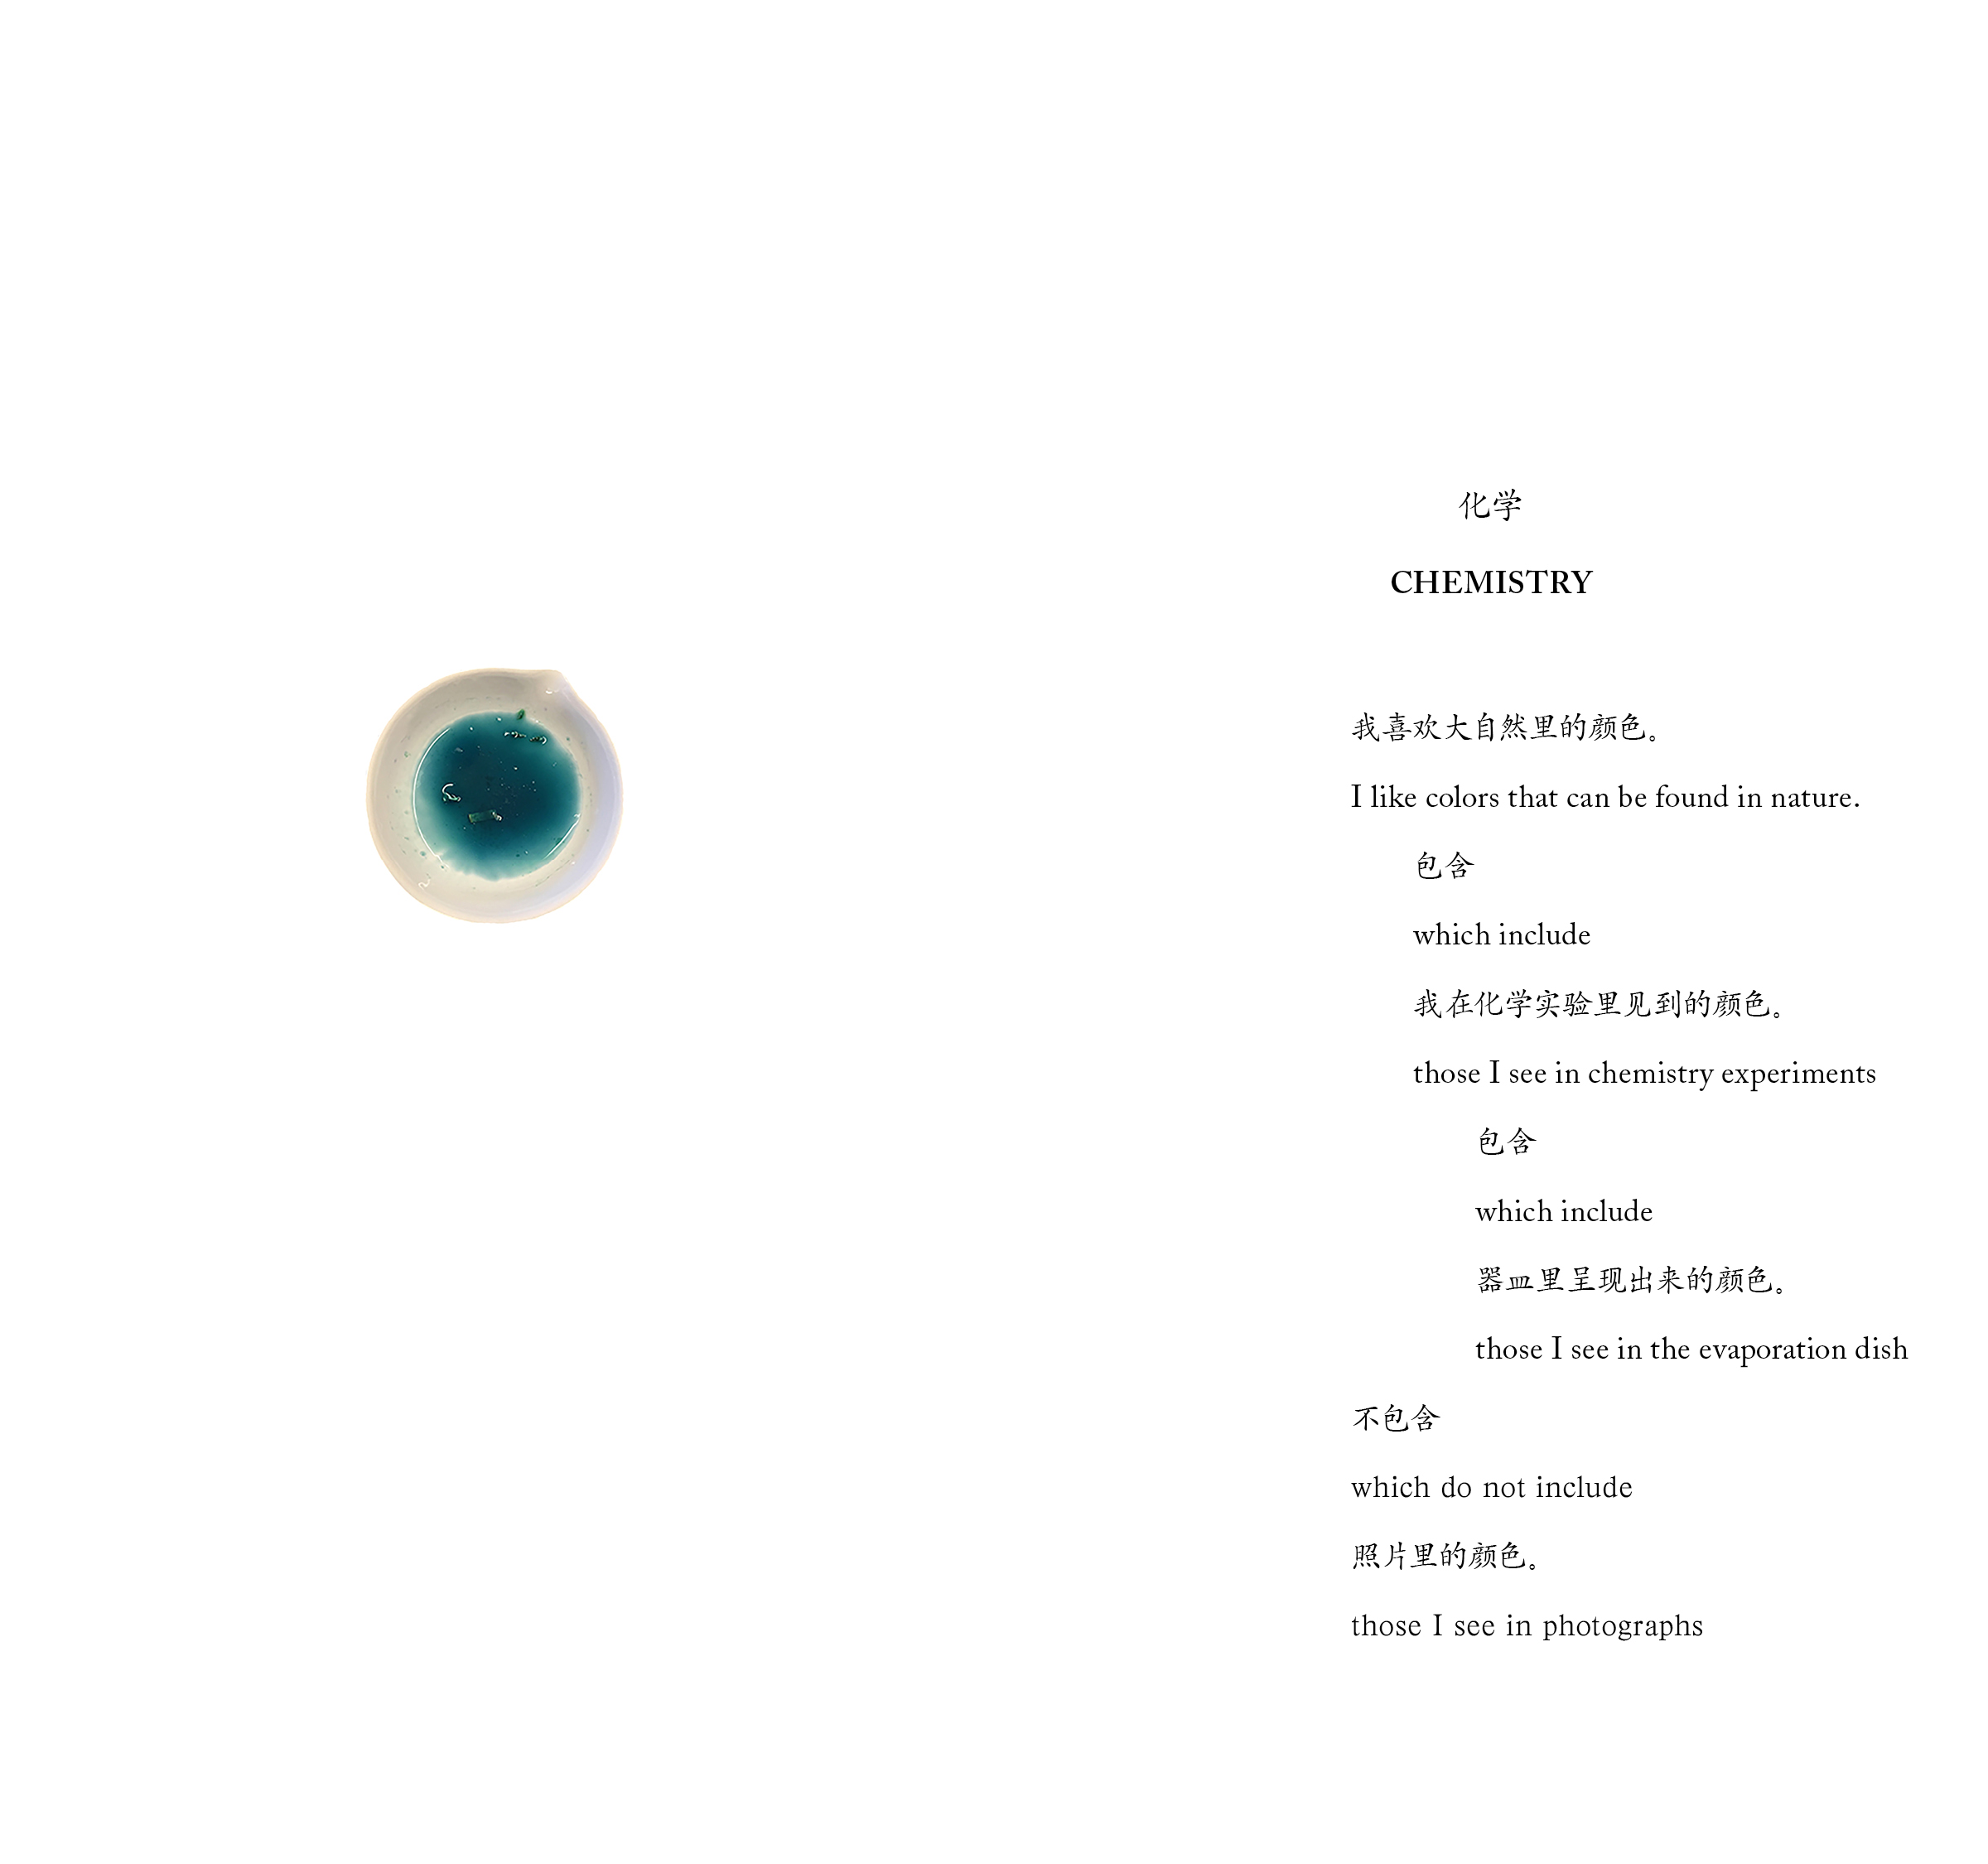 化学
CHEMISTRY
我喜欢大自然里的颜色。
I like colors that can be found in nature.
包含
which include
我在化学实验里见到的颜色。
those I see in chemistry experiments
包含
which include
器皿里呈现出来的颜色。
those I see in the evaporation dish
不包含
which do not include
照片里的颜色。
those I see in photographs